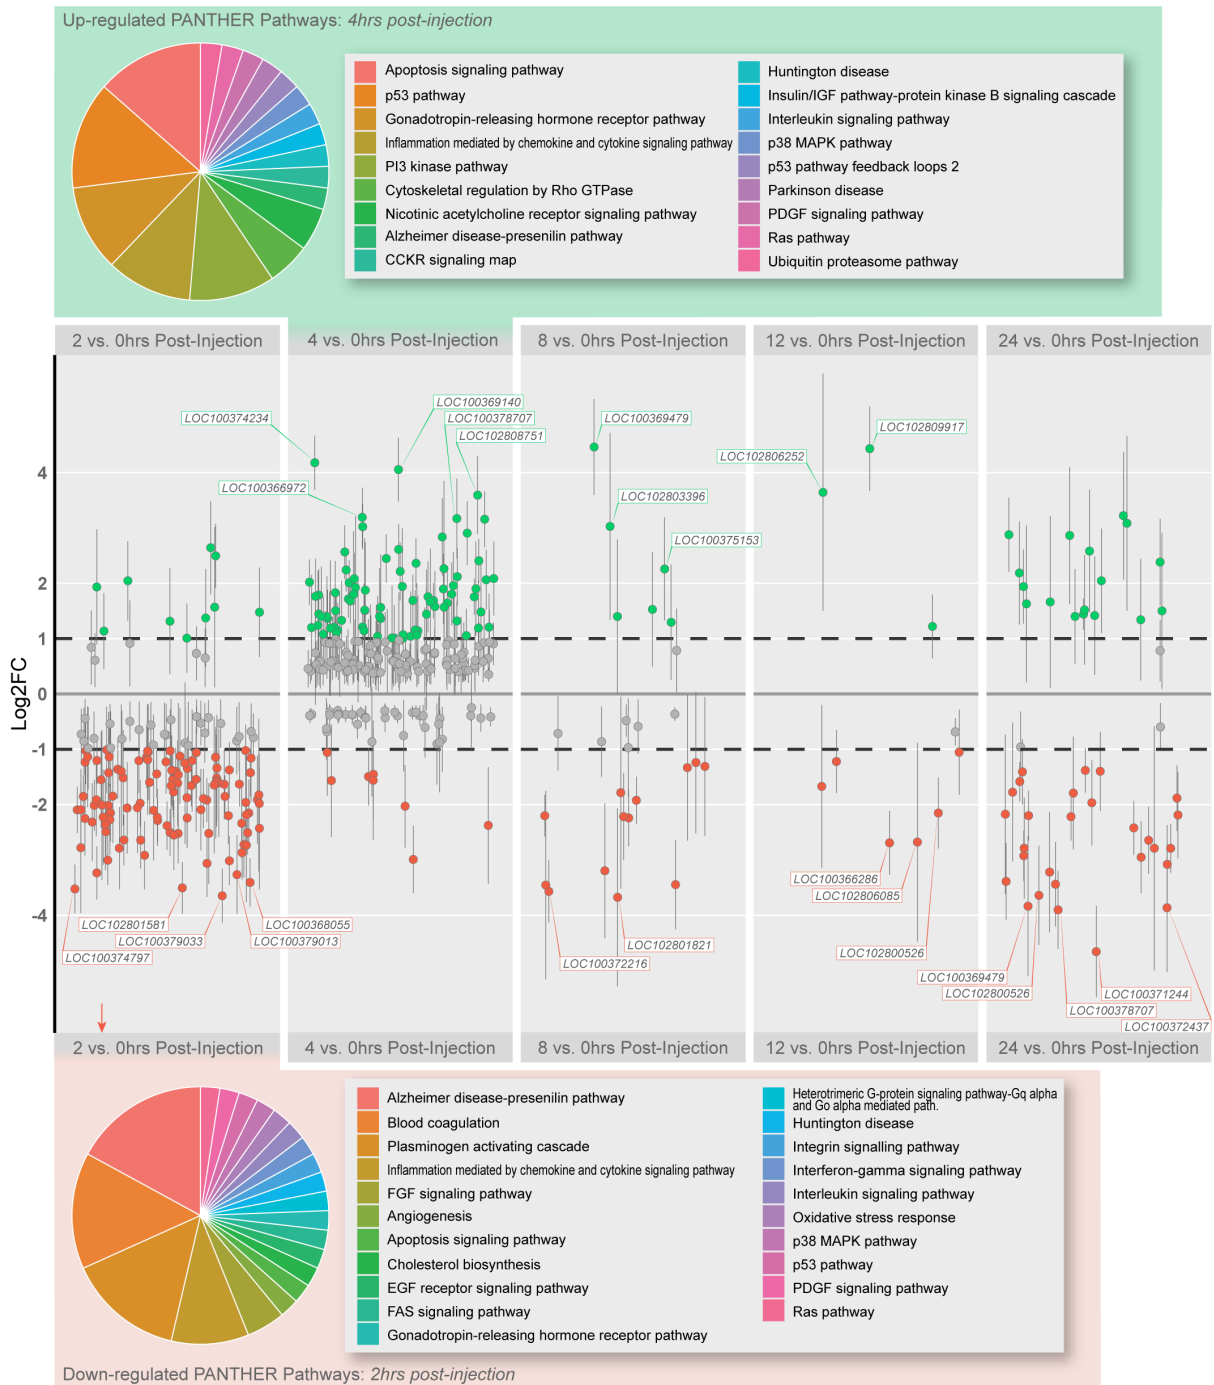 Up-regulated PANTHER Pathways: 4hrs post-injection
Apoptosis signaling pathway
p53 pathway
Gonadotropin-releasing hormone receptor pathway
Inflammation mediated by chemokine and cytokine signaling pathway
PI3 kinase pathway
Cytoskeletal regulation by Rho GTPase
Nicotinic acetylcholine receptor signaling pathway
Alzheimer disease-presenilin pathway
CCKR signaling map
Huntington disease
Insulin/IGF pathway-protein kinase B signaling cascade
Interleukin signaling pathway
p38 MAPK pathway
p53 pathway feedback loops 2
Parkinson disease
PDGF signaling pathway
Ras pathway
Ubiquitin proteasome pathway
2 vs. 0hrs Post-Injection
4 vs. 0hrs Post-Injection
8 vs. 0hrs Post-Injection
12 vs. 0hrs Post-Injection
24 vs. 0hrs Post-Injection
Log2FC
4
2
1
0
-1
-2
-4
LOC100374234
LOC100369140
LOC100378707
LOC102808751
LOC100366972
LOC100369479
LOC102803396
LOC100375153
LOC102809917
LOC102806252
LOC102801581
LOC100379033
LOC100374797
LOC100368055
LOC100379013
LOC102801821
LOC100372216
LOC100366286
LOC102806085
LOC102800526
LOC100369479
LOC102800526
LOC100378707
LOC100371244
LOC100372437
2 vs. 0hrs Post-Injection
4 vs. 0hrs Post-Injection
8 vs. 0hrs Post-Injection
12 vs. 0hrs Post-Injection
24 vs. 0hrs Post-Injection
Alzheimer disease-presenilin pathway
Blood coagulation
Plasminogen activating cascade
Inflammation mediated by chemokine and cytokine signaling pathway
FGF signaling pathway
Angiogenesis
Apoptosis signaling pathway
Cholesterol biosynthesis
EGF receptor signaling pathway
FAS signaling pathway
Gonadotropin-releasing hormone receptor pathway
Heterotrimeric G-protein signaling pathway-Gq alpha
and Go alpha mediated path.
Huntington disease
Integrin signalling pathway
Interferon-gamma signaling pathway
Interleukin signaling pathway
Oxidative stress response
p38 MAPK pathway
p53 pathway
PDGF signaling pathway
Ras pathway
Down-regulated PANTHER Pathways: 2hrs post-injection